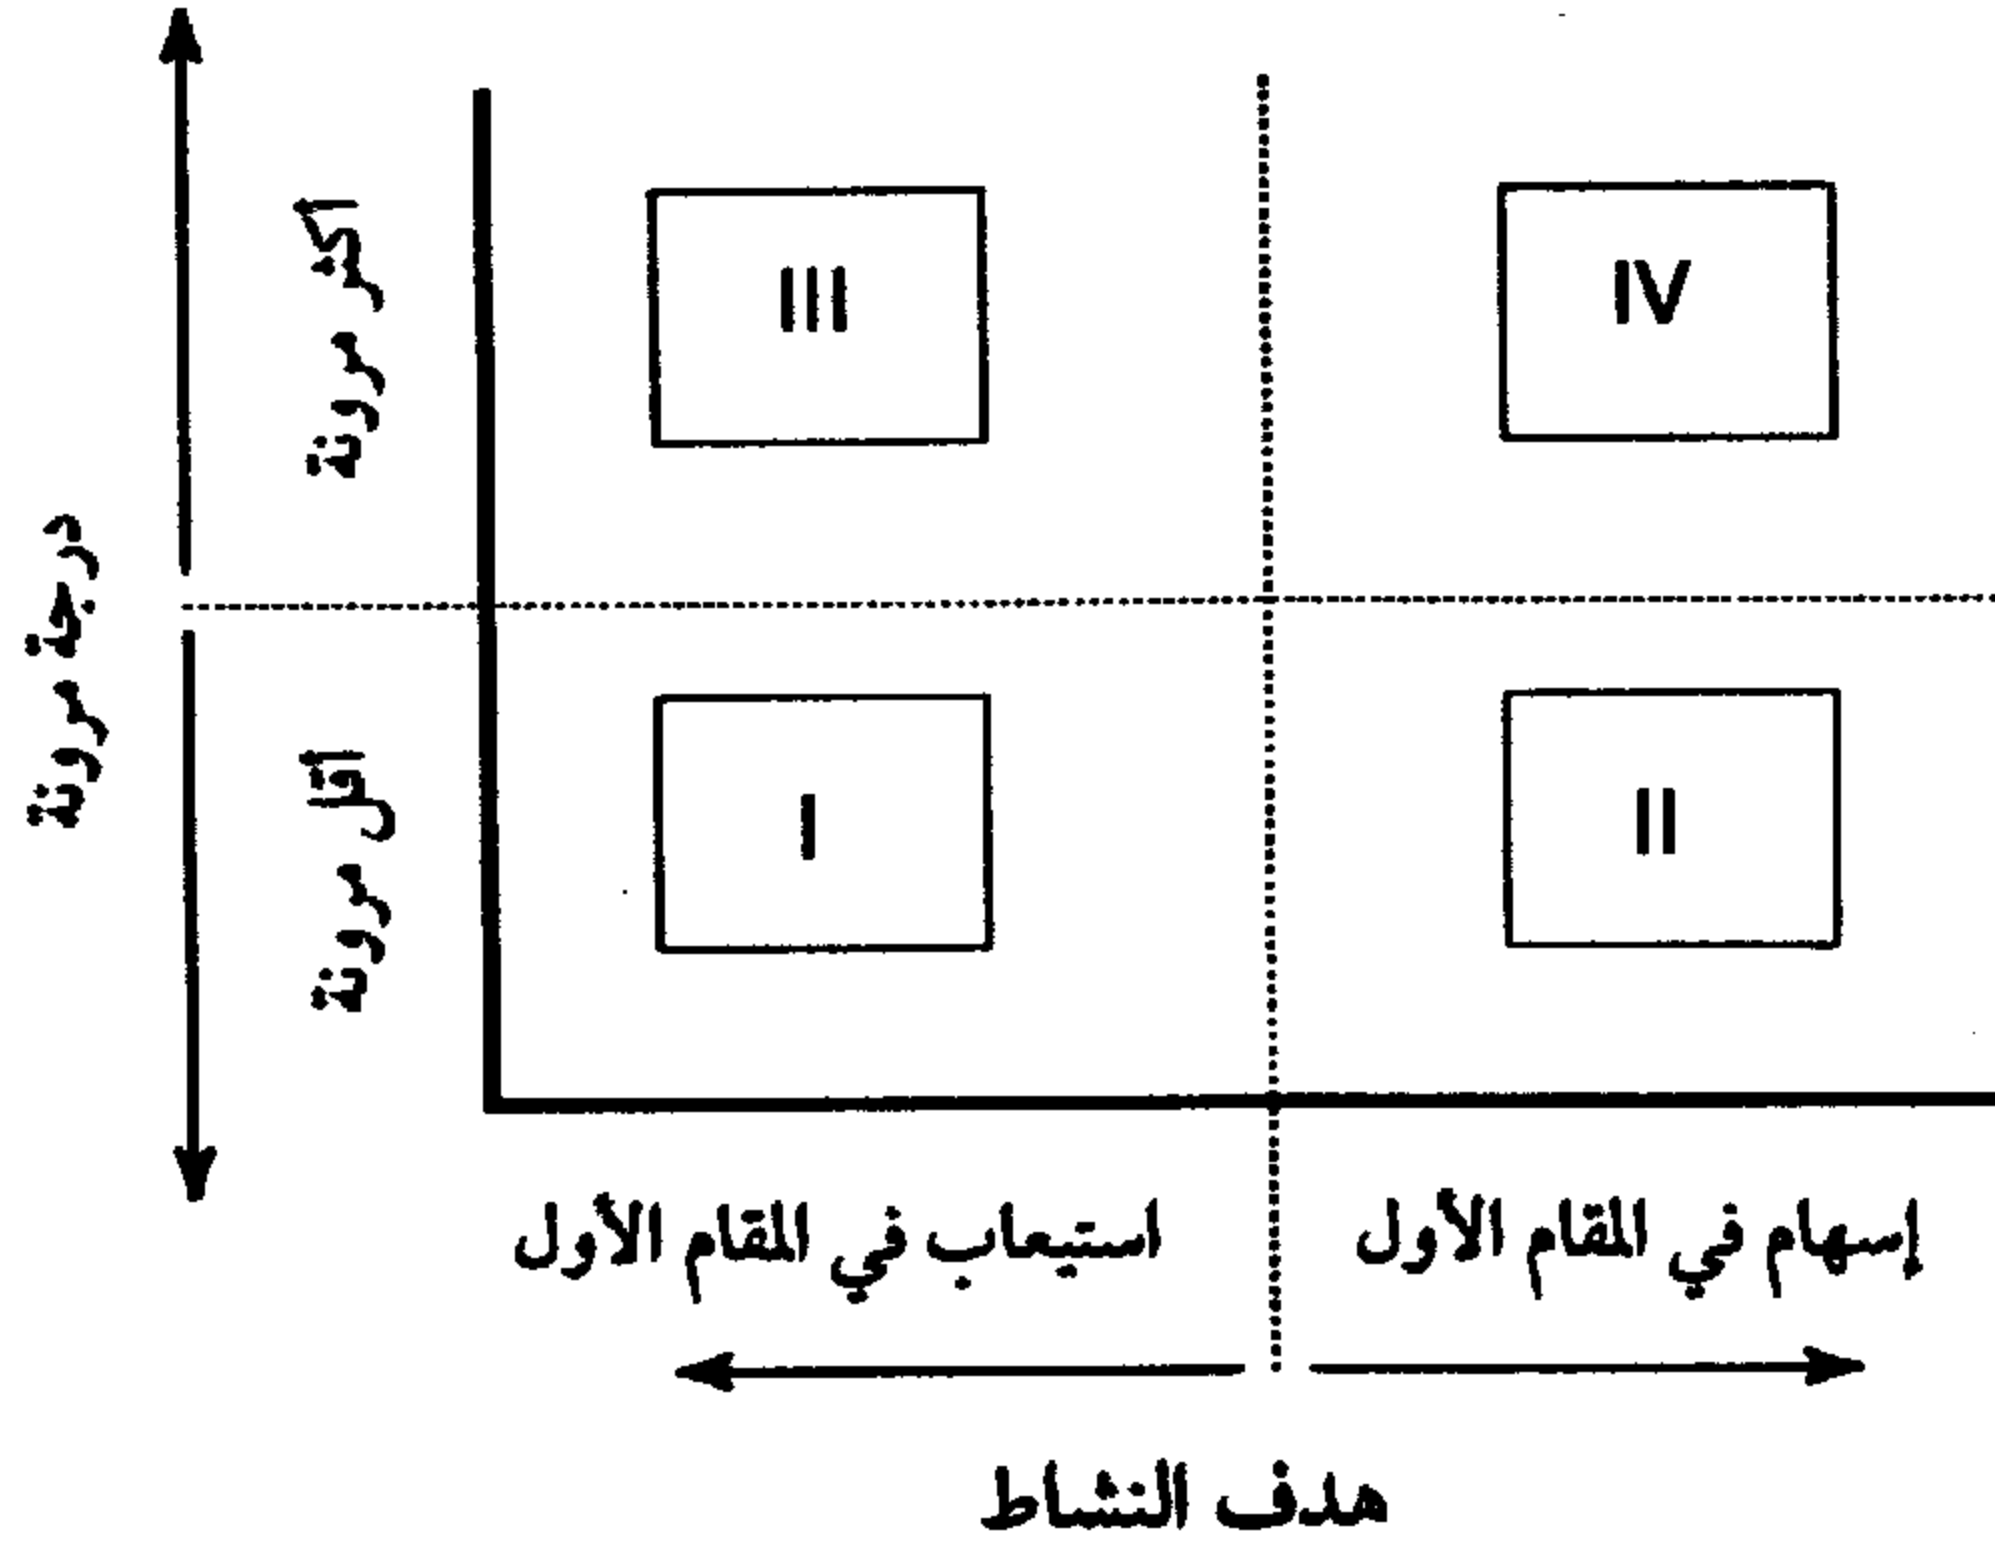 درجة مرونة
أكثر مرونة
III
IV
أقل مرونة
I
II
استيعاب في المقام الأول
إسهام في المقام الأول
هدف النشاط